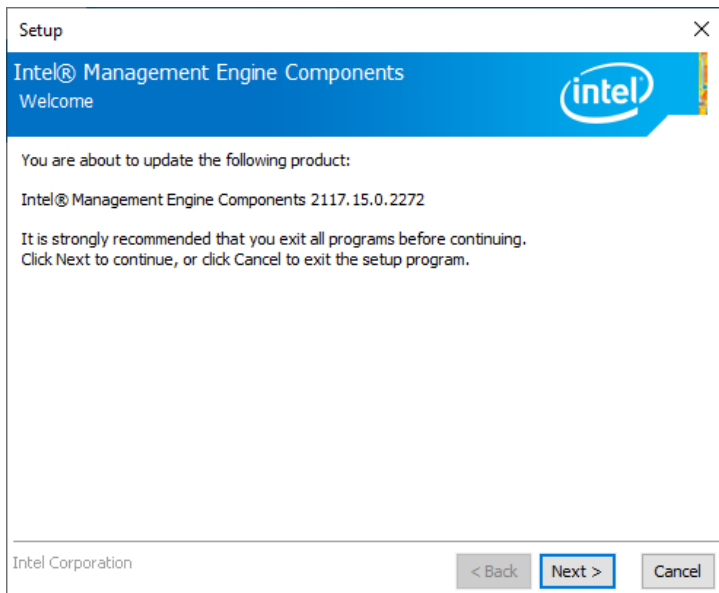 Setup
Intel® Management Engine Components
Welcome
intel
You are about to update the following product:
Intel® Management Engine Components 2117.15.0.2272
It is strongly recommended that you exit all programs before continuing.
Click Next to continue, or click Cancel to exit the setup program.
Intel Corporation
< Back Next > Cancel